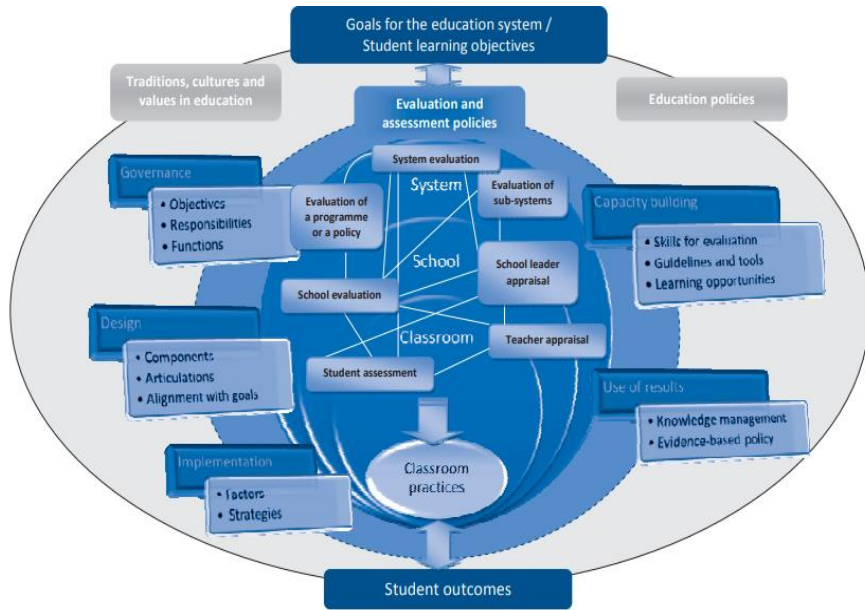 Goals for the education system /
Student learning objectives
Traditions, cultures and
values in education
Education policies
Evaluation and
assessment policies
System evaluation
System
Evaluation of
a programme
or a policy
Evaluation of
sub-systems
School
School leader
appraisal
School evaluation
Classroom
Teacher appraisal
Student assessment
Classroom
practices
Governance
• Objectives
• Responsibilities
• Functions
Design
• Components
• Articulations
• Alignment with goals
Implementation
• Factors
• Strategies
Capacity building
• Skills for evaluation
• Guidelines and tools
• Learning opportunities
Use of results
• Knowledge management
• Evidence-based policy
Student outcomes